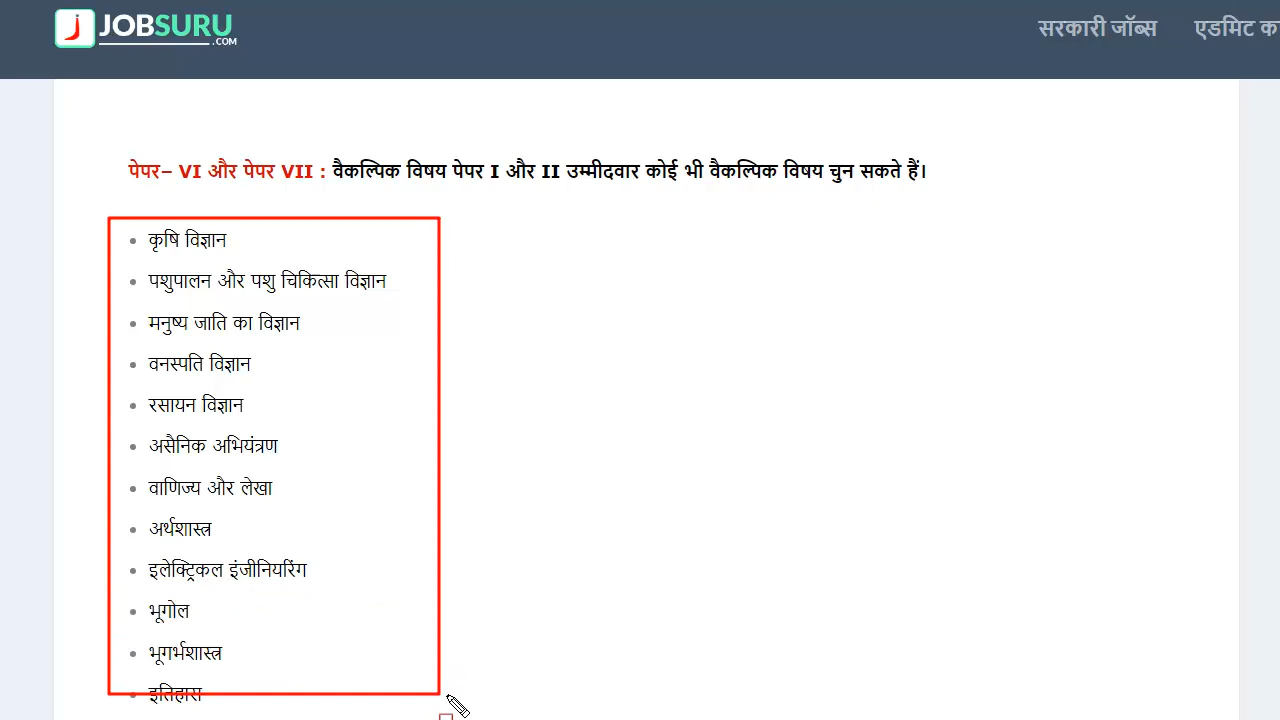 JOBSURU
.COM
सरकारी जॉब्स एडमिट क
पेपर– VI और पेपर VII : वैकल्पिक विषय पेपर I और II उम्मीदवार कोई भी वैकल्पिक विषय चुन सकते हैं।
कृषि विज्ञान
पशुपालन और पशु चिकित्सा विज्ञान
मनुष्य जाति का विज्ञान
वनस्पति विज्ञान
रसायन विज्ञान
असैनिक अभियंत्रण
वाणिज्य और लेखा
अर्थशास्त्र
इलेक्ट्रिकल इंजीनियरिंग
भूगोल
भूगर्भशास्त्र
इतिहास